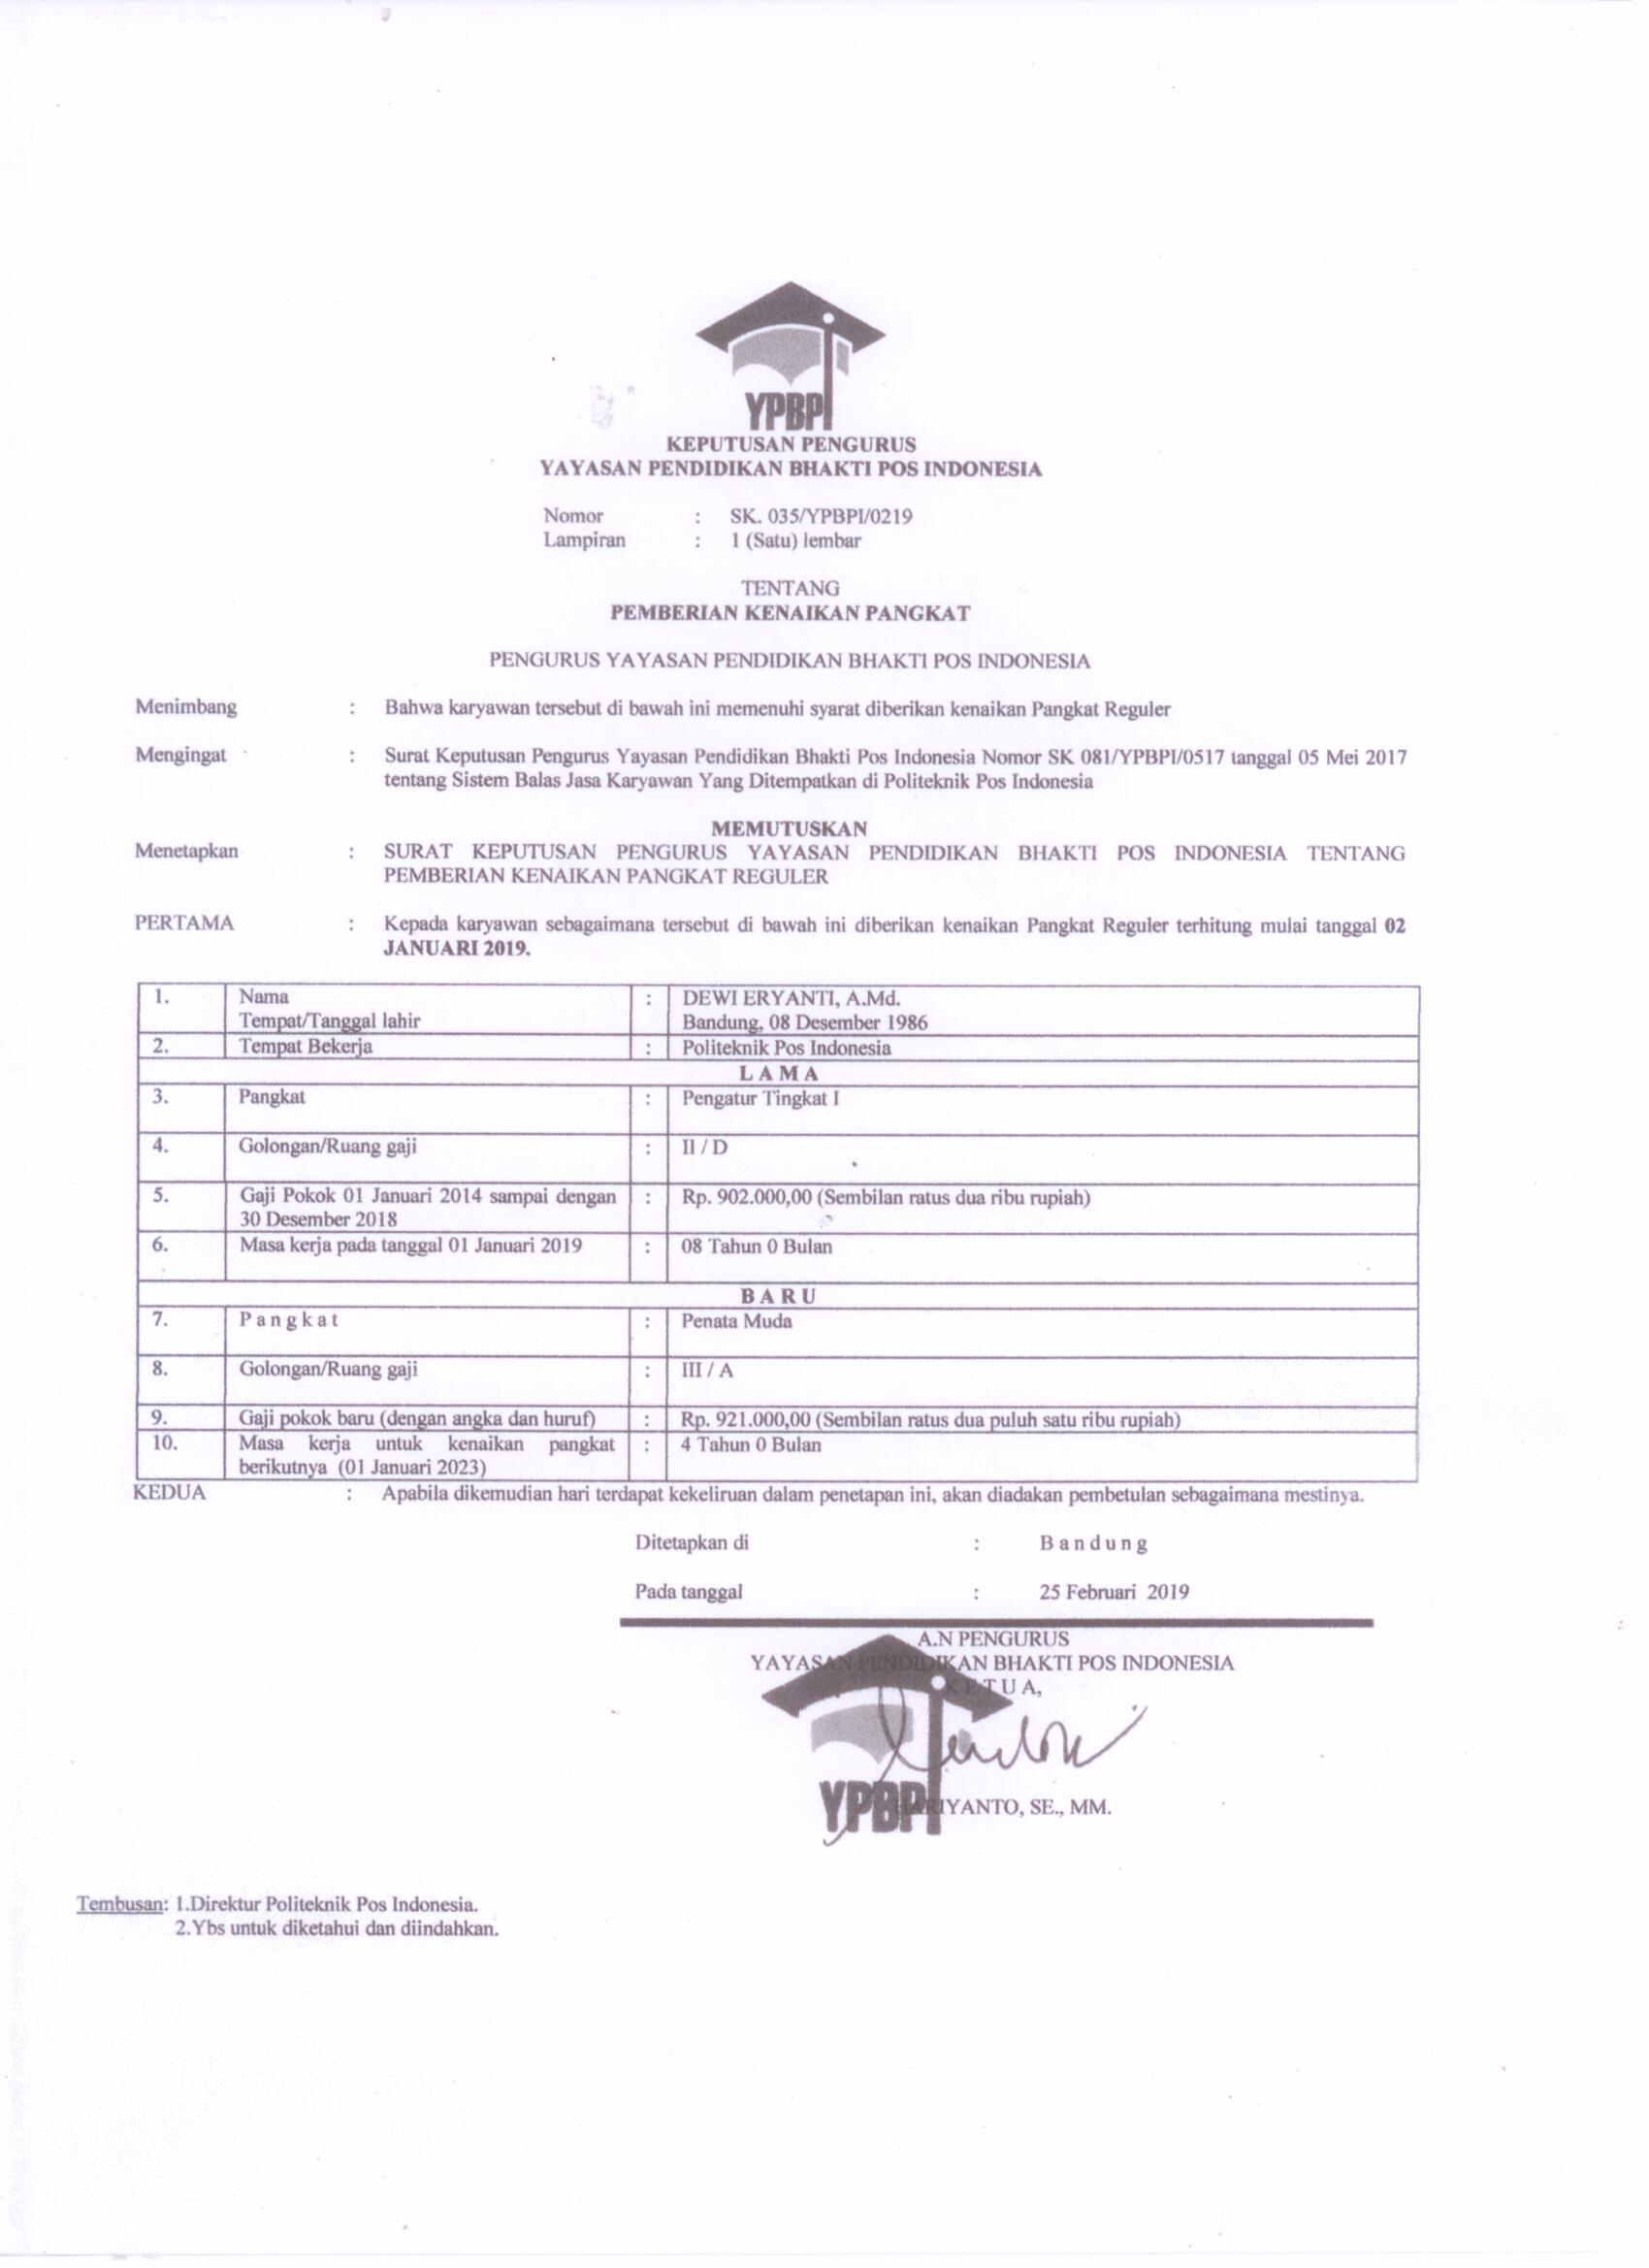 YPBPI
KEPUTUSAN PENGURUS
YAYASAN PENDIDIKAN BHAKTI POS INDONESIA
Nomor : SK. 035/YPBPI/0219
Lampiran : 1 (Satu) lembar
TENTANG
PEMBERIAN KENAIKAN PANGKAT
PENGURUS YAYASAN PENDIDIKAN BHAKTI POS INDONESIA
Menimbang : Bahwa karyawan tersebut di bawah ini memenuhi syarat diberikan kenaikan Pangkat Reguler
Mengingat : Surat Keputusan Pengurus Yayasan Pendidikan Bhakti Pos Indonesia Nomor SK 081/YPBPI/0517 tanggal 05 Mei 2017
tentang Sistem Balas Jasa Karyawan Yang Ditempatkan di Politeknik Pos Indonesia
MEMUTUSKAN
Menetapkan : SURAT KEPUTUSAN PENGURUS YAYASAN PENDIDIKAN BHAKTI POS INDONESIA TENTANG
PEMBERIAN KENAIKAN PANGKAT REGULER
PERTAMA : Kepada karyawan sebagaimana tersebut di bawah ini diberikan kenaikan Pangkat Reguler terhitung mulai tanggal 02
JANUARI 2019.
1. Nama : DEWI ERYANTI, A.Md.
Tempat/Tanggal lahir Bandung, 08 Desember 1986
2. Tempat Bekerja : Politeknik Pos Indonesia
L A M A
3. Pangkat : Pengatur Tingkat I
4. Golongan/Ruang gaji : II / D
5. Gaji Pokok 01 Januari 2014 sampai dengan : Rp. 902.000,00 (Sembilan ratus dua ribu rupiah)
30 Desember 2018
6. Masa kerja pada tanggal 01 Januari 2019 : 08 Tahun 0 Bulan
B A R U
7. P a n g k a t : Penata Muda
8. Golongan/Ruang gaji : III / A
9. Gaji pokok baru (dengan angka dan huruf) : Rp. 921.000,00 (Sembilan ratus dua puluh satu ribu rupiah)
10. Masa kerja untuk kenaikan pangkat : 4 Tahun 0 Bulan
berikutnya (01 Januari 2023)
KEDUA : Apabila dikemudian hari terdapat kekeliruan dalam penetapan ini, akan diadakan pembetulan sebagaimana mestinya.
Ditetapkan di : B a n d u n g
Pada tanggal : 25 Februari 2019
A.N PENGURUS
YAYASAN PENDIDIKAN BHAKTI POS INDONESIA
K E T U A,
YPBPI
HARIYANTO, SE., MM.
Tembusan: 1.Direktur Politeknik Pos Indonesia.
2.Ybs untuk diketahui dan diindahkan.